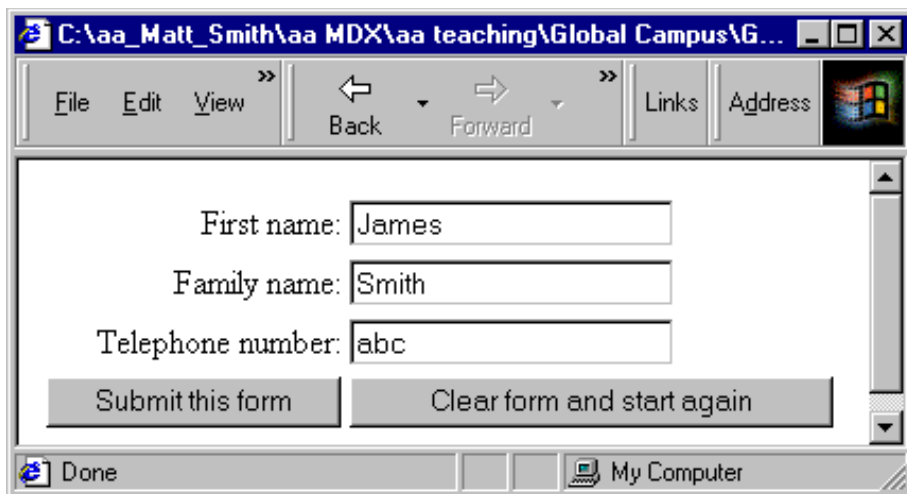 C:\aa_Matt_Smith\aa MDX\aa teaching\Global Campus\G...
File Edit View » Back Forward » Links Address
First name: James
Family name: Smith
Telephone number: abc
Submit this form Clear form and start again
Done My Computer